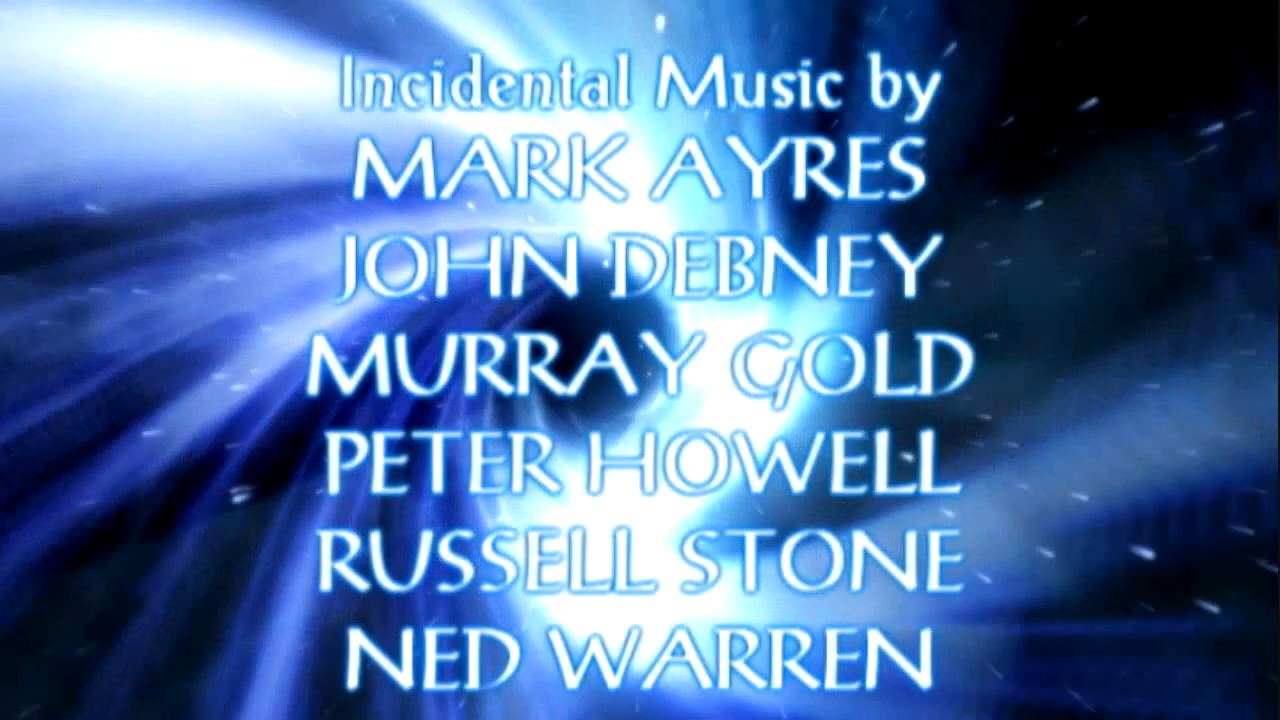 Incidental Music by
MARK AYRES
JOHN DEBNEY
MURRAY GOLD
PETER HOWELL
RUSSELL STONE
NED WARREN